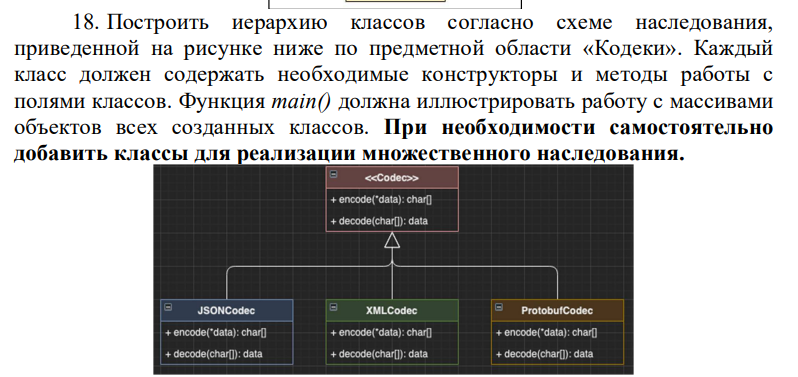 18. Построить иерархию классов согласно схеме наследования,
приведенной на рисунке ниже по предметной области «Кодеки». Каждый
класс должен содержать необходимые конструкторы и методы работы с
полями классов. Функция main() должна иллюстрировать работу с массивами
объектов всех созданных классов. При необходимости самостоятельно
добавить классы для реализации множественного наследования.
<<Codec>>
+ encode(*data): char[]
+ decode(char[]): data
JSONCodec
+ encode(*data): char[]
+ decode(char[]): data
XMLCodec
+ encode(*data): char[]
+ decode(char[]): data
ProtobufCodec
+ encode(*data): char[]
+ decode(char[]): data